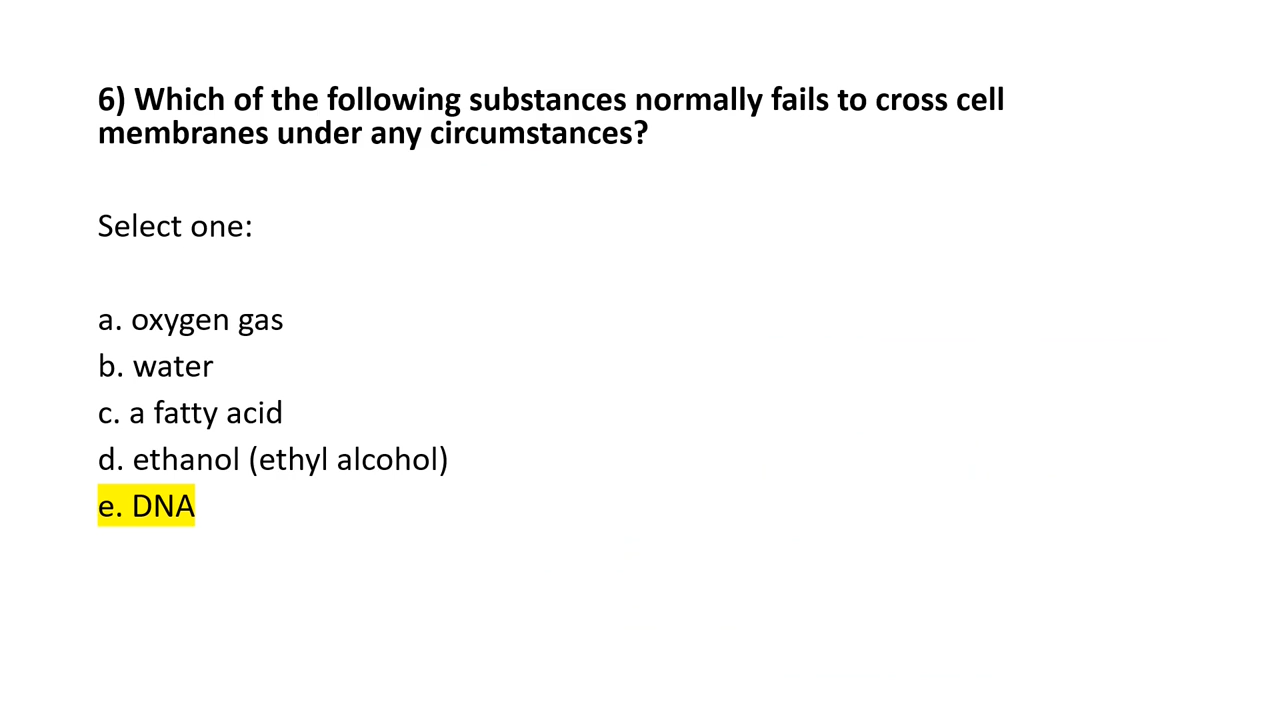 6) Which of the following substances normally fails to cross cell
membranes under any circumstances?
Select one:
a. oxygen gas
b. water
c. a fatty acid
d. ethanol (ethyl alcohol)
e. DNA